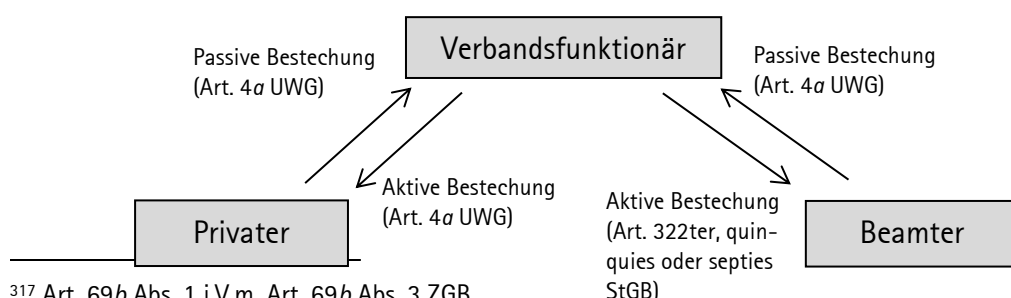 Verbandsfunktionär
Passive Bestechung
(Art. 4a UWG)
Passive Bestechung
(Art. 4a UWG)
Aktive Bestechung
(Art. 4a UWG)
Aktive Bestechung
(Art. 322ter, quin-
quies oder septies
StGB)
Privater
Beamter
317 Art. 69b Abs. 1 i.V.m. Art. 69b Abs. 3 ZGB